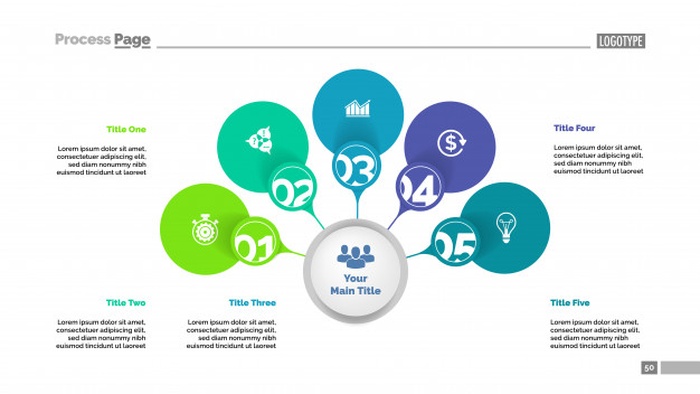 Process Page
LOGOTYPE
Title One
Lorem ipsum dolor sit amet,
consectetuer adipiscing elit,
sed diam nonummy nibh
euismod tincidunt ut laoreet
Title Four
Lorem ipsum dolor sit amet,
consectetuer adipiscing elit,
sed diam nonummy nibh
euismod tincidunt ut laoreet
01
02
03
04
05
$
Your
Main Title
Title Two
Lorem ipsum dolor sit amet,
consectetuer adipiscing elit,
sed diam nonummy nibh
euismod tincidunt ut laoreet
Title Three
Lorem ipsum dolor sit amet,
consectetuer adipiscing elit,
sed diam nonummy nibh
euismod tincidunt ut laoreet
Title Five
Lorem ipsum dolor sit amet,
consectetuer adipiscing elit,
sed diam nonummy nibh
euismod tincidunt ut laoreet
50